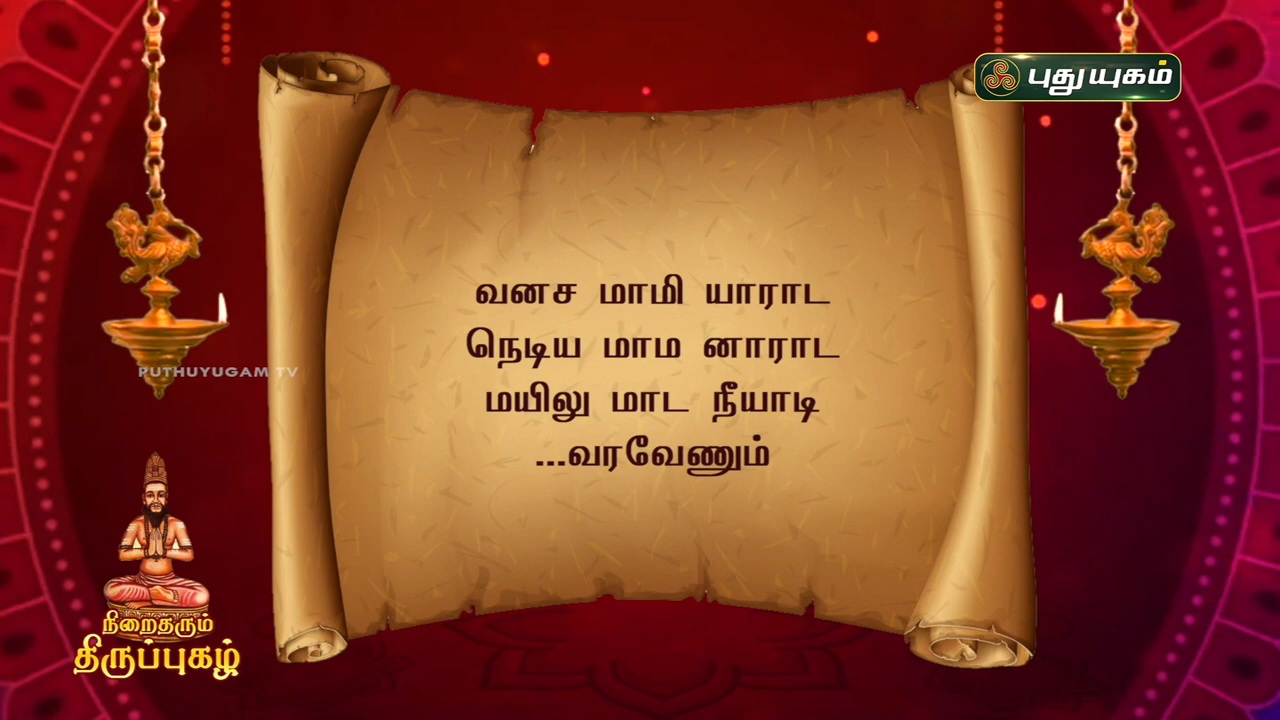 புதுயுகம்
வனச மாமி யாராட
நெடிய மாம னாராட
மயிலு மாட நீயாடி
...வரவேணும்
PUTHUYUGAM TV
நிறைதரும்
திருப்புகழ்